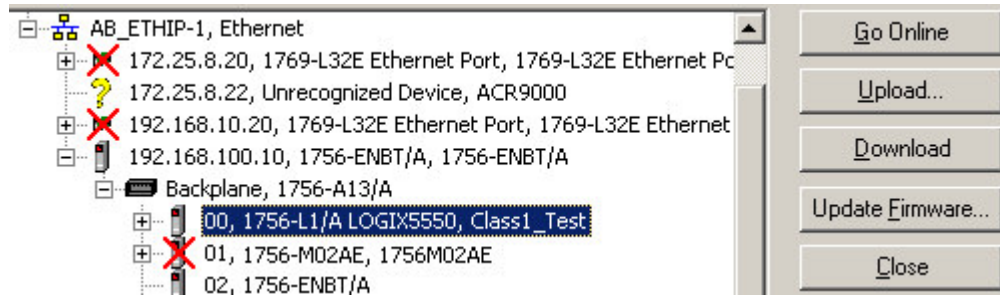 AB_ETHIP-1, Ethernet
172.25.8.20, 1769-L32E Ethernet Port, 1769-L32E Ethernet Po
172.25.8.22, Unrecognized Device, ACR9000
192.168.10.20, 1769-L32E Ethernet Port, 1769-L32E Ethernet
192.168.100.10, 1756-ENBT/A, 1756-ENBT/A
Backplane, 1756-A13/A
00, 1756-L1/A LOGIX5550, Class1_Test
01, 1756-M02AE, 1756M02AE
02, 1756-ENBT/A
Go Online
Upload...
Download
Update Firmware...
Close